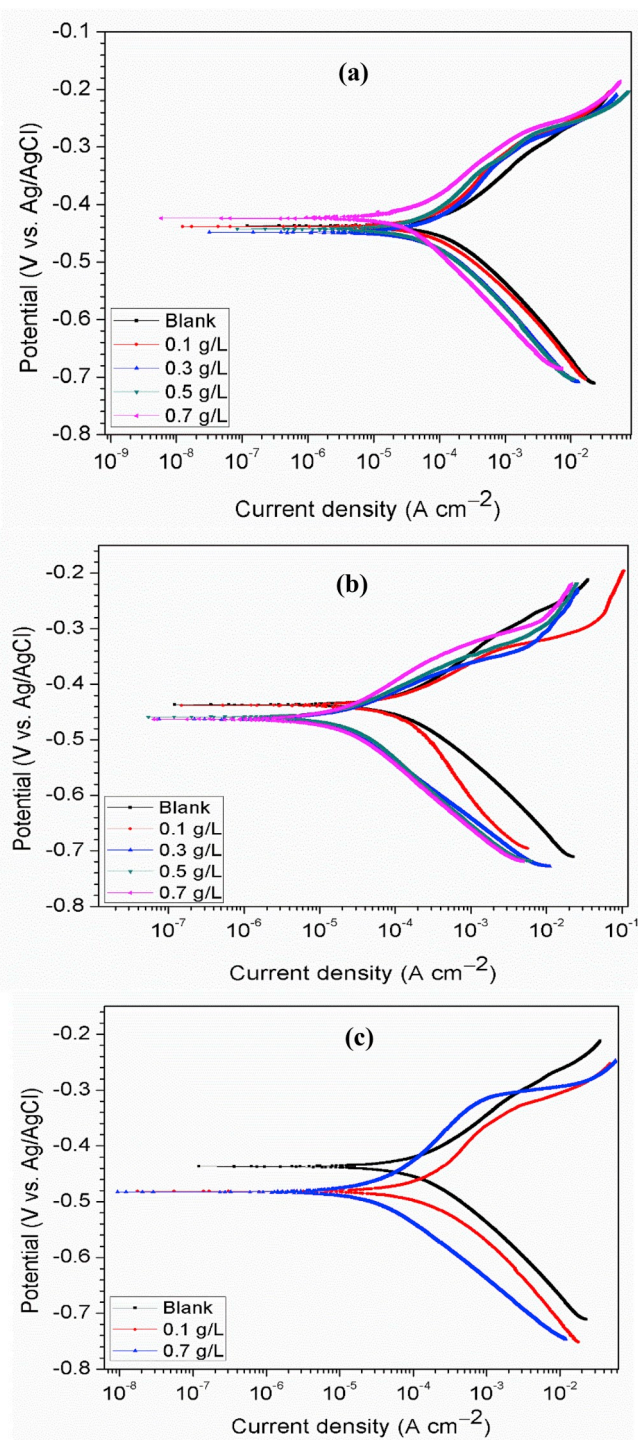 (a)
Potential (V vs. Ag/AgCl)
-0.1
-0.2
-0.3
-0.4
-0.5
-0.6
-0.7
-0.8
Blank
0.1 g/L
0.3 g/L
0.5 g/L
0.7 g/L
10⁻⁹ 10⁻⁸ 10⁻⁷ 10⁻⁶ 10⁻⁵ 10⁻⁴ 10⁻³ 10⁻²
Current density (A cm⁻²)
(b)
Potential (V vs. Ag/AgCl)
-0.2
-0.3
-0.4
-0.5
-0.6
-0.7
-0.8
Blank
0.1 g/L
0.3 g/L
0.5 g/L
0.7 g/L
10⁻⁷ 10⁻⁶ 10⁻⁵ 10⁻⁴ 10⁻³ 10⁻² 10⁻¹
Current density (A cm⁻²)
(c)
Potential (V vs. Ag/AgCl)
-0.2
-0.3
-0.4
-0.5
-0.6
-0.7
-0.8
Blank
0.1 g/L
0.7 g/L
10⁻⁸ 10⁻⁷ 10⁻⁶ 10⁻⁵ 10⁻⁴ 10⁻³ 10⁻²
Current density (A cm⁻²)